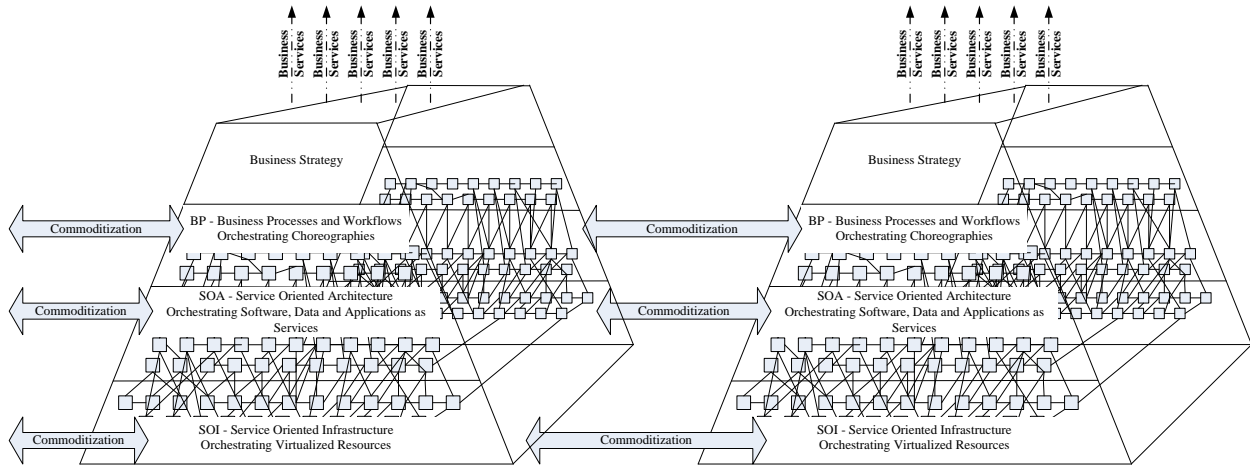 Business
Services
Business
Services
Business
Services
Business
Services
Business
Services
Business
Services
Business
Services
Business
Services
Business
Services
Business
Services
Business Strategy
Business Strategy
Commoditization
BP - Business Processes and Workflows
Orchestrating Choreographies
Commoditization
BP - Business Processes and Workflows
Orchestrating Choreographies
Commoditization
SOA - Service Oriented Architecture
Orchestrating Software, Data and Applications as
Services
Commoditization
SOA - Service Oriented Architecture
Orchestrating Software, Data and Applications as
Services
Commoditization
SOI - Service Oriented Infrastructure
Orchestrating Virtualized Resources
Commoditization
SOI - Service Oriented Infrastructure
Orchestrating Virtualized Resources